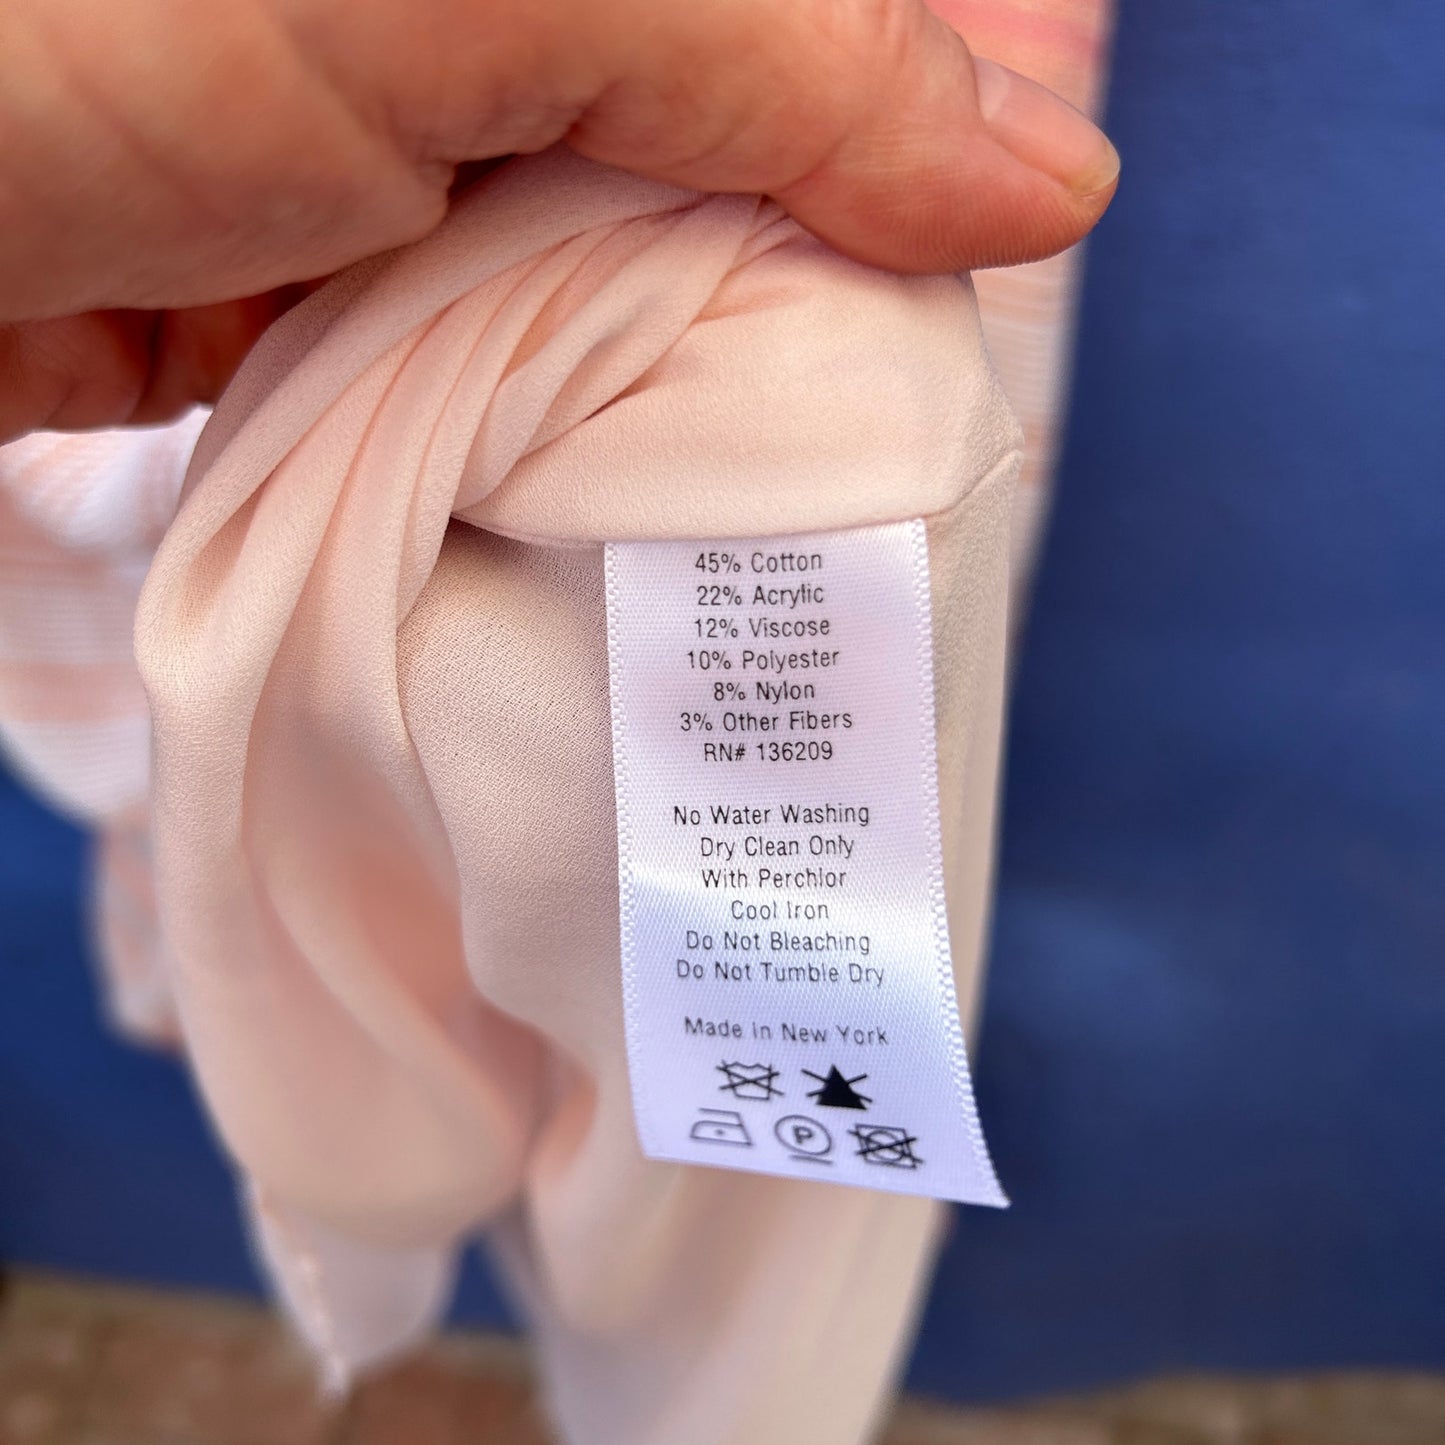 45% Cotton
22% Acrylic
12% Viscose
10% Polyester
8% Nylon
3% Other Fibers
RN# 136209
No Water Washing
Dry Clean Only
With Perchlor
Cool Iron
Do Not Bleaching
Do Not Tumble Dry
Made In New York
P